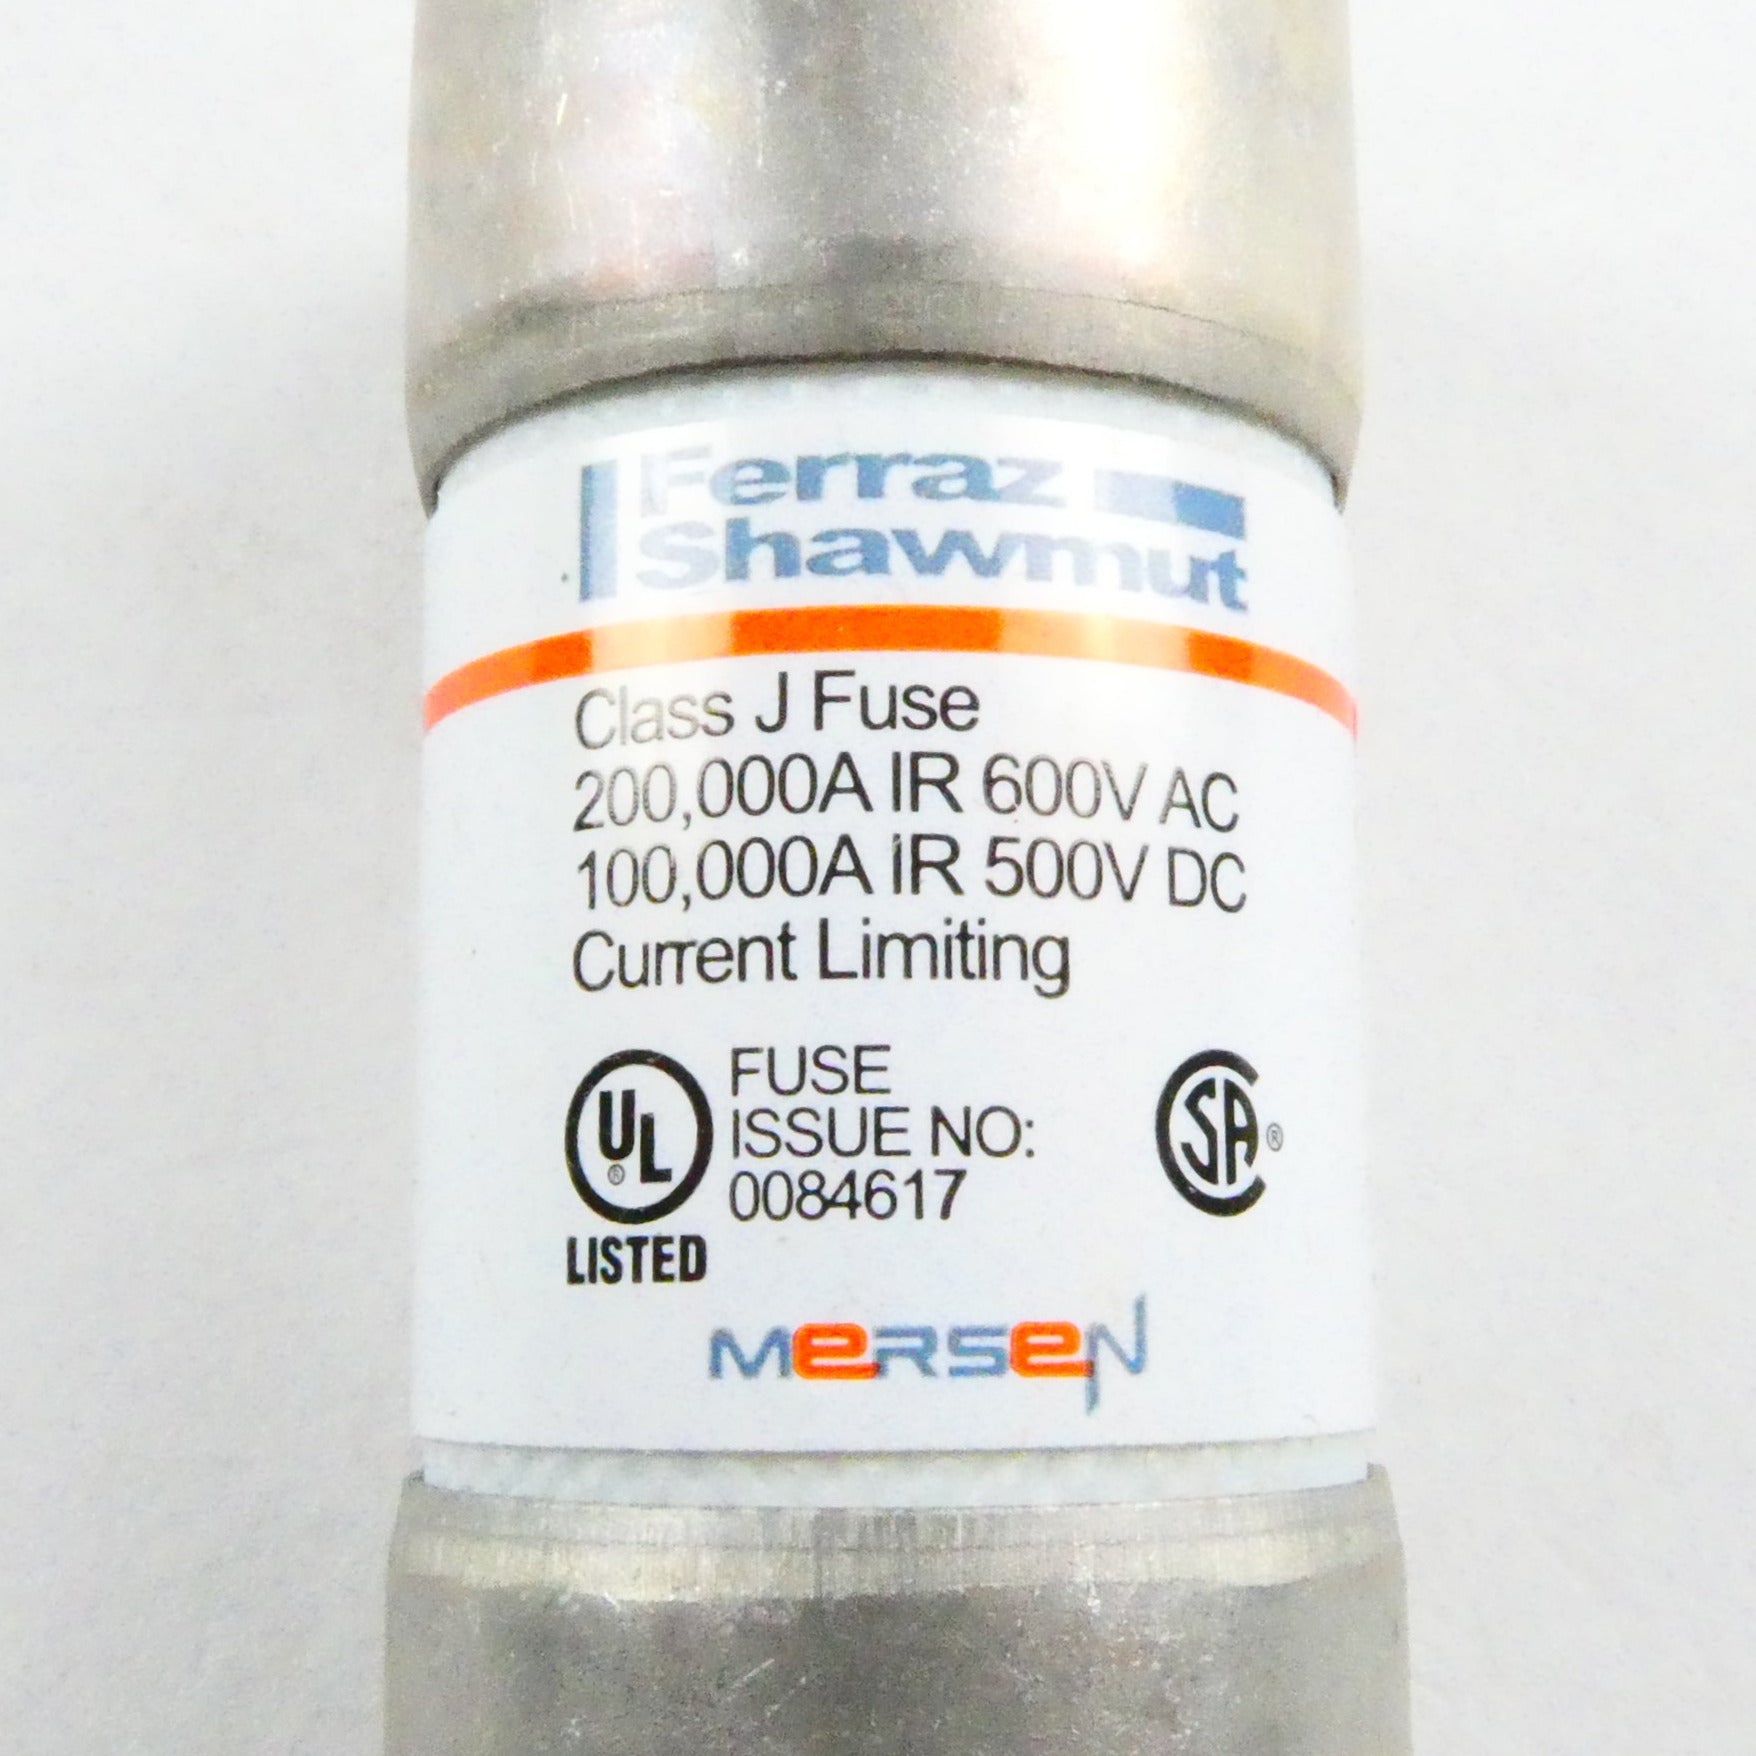 Ferraz
Shawmut
Class J Fuse
200,000A IR 600V AC
100,000A IR 500V DC
Current Limiting
UL ®
LISTED
FUSE
ISSUE NO:
0084617
SA ®
MERSEN